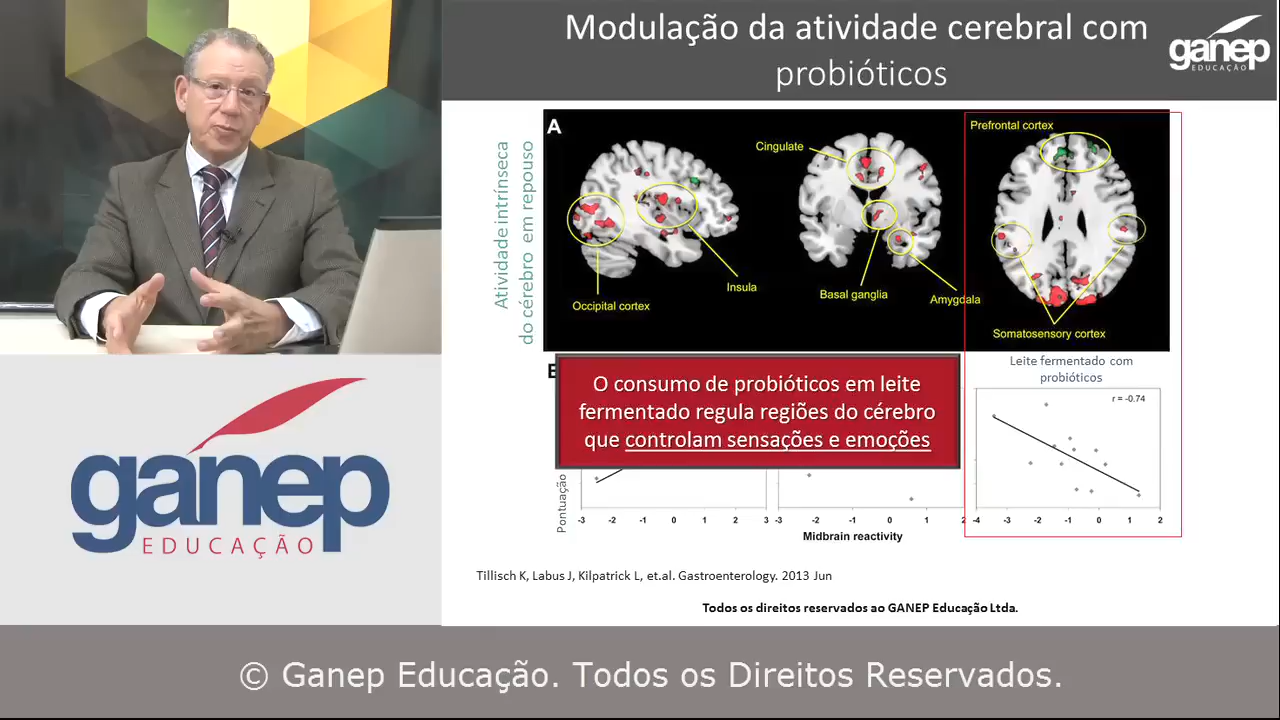 Modulação da atividade cerebral com
probióticos
ganep
EDUCAÇÃO
Atividade intrínseca
do cérebro em repouso
A
Prefrontal cortex
Cingulate
Insula
Occipital cortex
Basal ganglia
Amygdala
Somatosensory cortex
Leite fermentado com
probióticos
O consumo de probióticos em leite
fermentado regula regiões do cérebro
que controlam sensações e emoções
r = -0.74
Pontuação
-3 -2 -1 0 1 2 3
-3 -2 -1 0 1 2
-4 -3 -2 -1 0 1 2
Midbrain reactivity
Tillisch K, Labus J, Kilpatrick L, et.al. Gastroenterology. 2013 Jun
Todos os direitos reservados ao GANEP Educação Ltda.
ganep
EDUCAÇÃO
© Ganep Educação. Todos os Direitos Reservados.